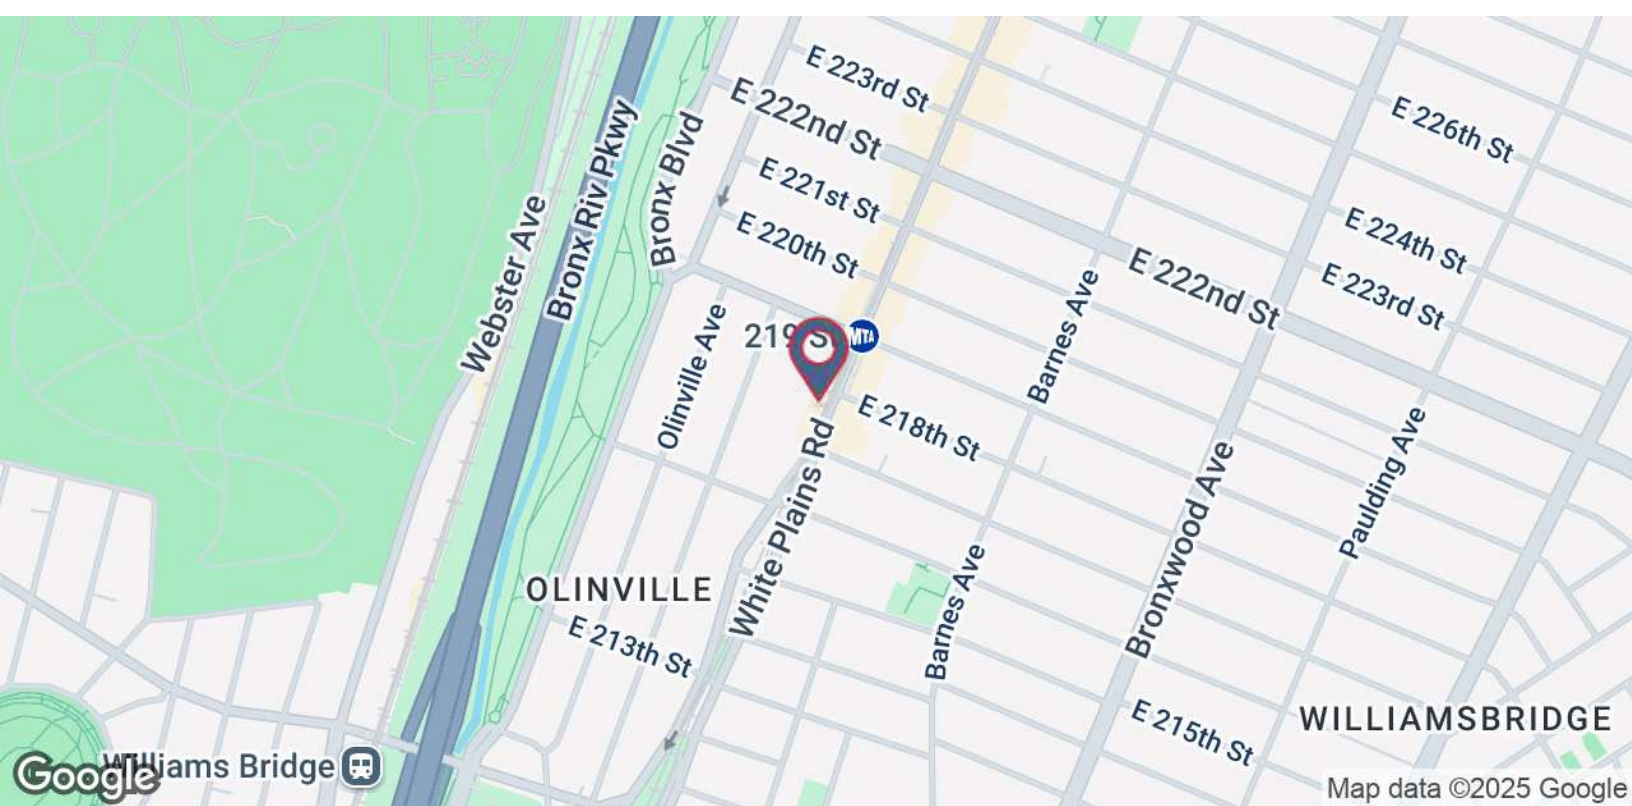 E 223rd St
E 222nd St
E 226th St
E 221st St
E 220th St
Bronx Blvd
Bronx Riv Pkwy
Webster Ave
E 224th St
E 222nd St
E 223rd St
Barnes Ave
Olinville Ave
219 St
MTA
E 218th St
White Plains Rd
Paulding Ave
Bronxwood Ave
OLINVILLE
Barnes Ave
E 213th St
E 215th St
WILLIAMSBRIDGE
Williams Bridge
Google
Map data ©2025 Google